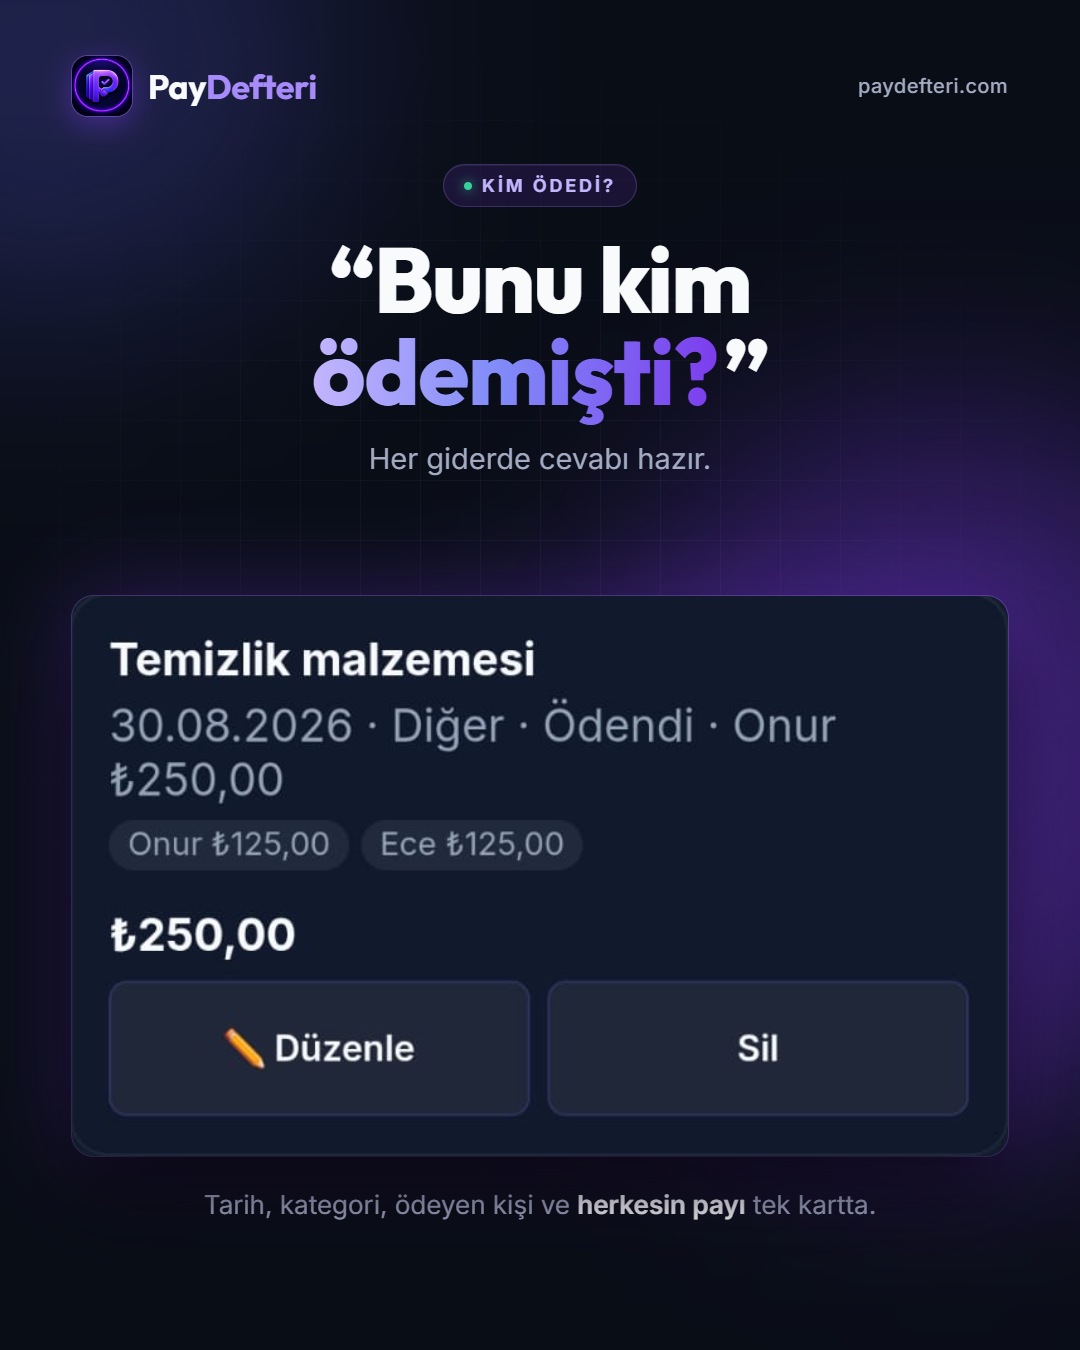 PayDefteri
paydefteri.com
KİM ÖDEDİ?
“Bunu kim
ödemişti?”
Her giderde cevabı hazır.
Temizlik malzemesi
30.08.2026 · Diğer · Ödendi · Onur
₺250,00
Onur ₺125,00 Ece ₺125,00
₺250,00
✏️ Düzenle
Sil
Tarih, kategori, ödeyen kişi ve herkesin payı tek kartta.